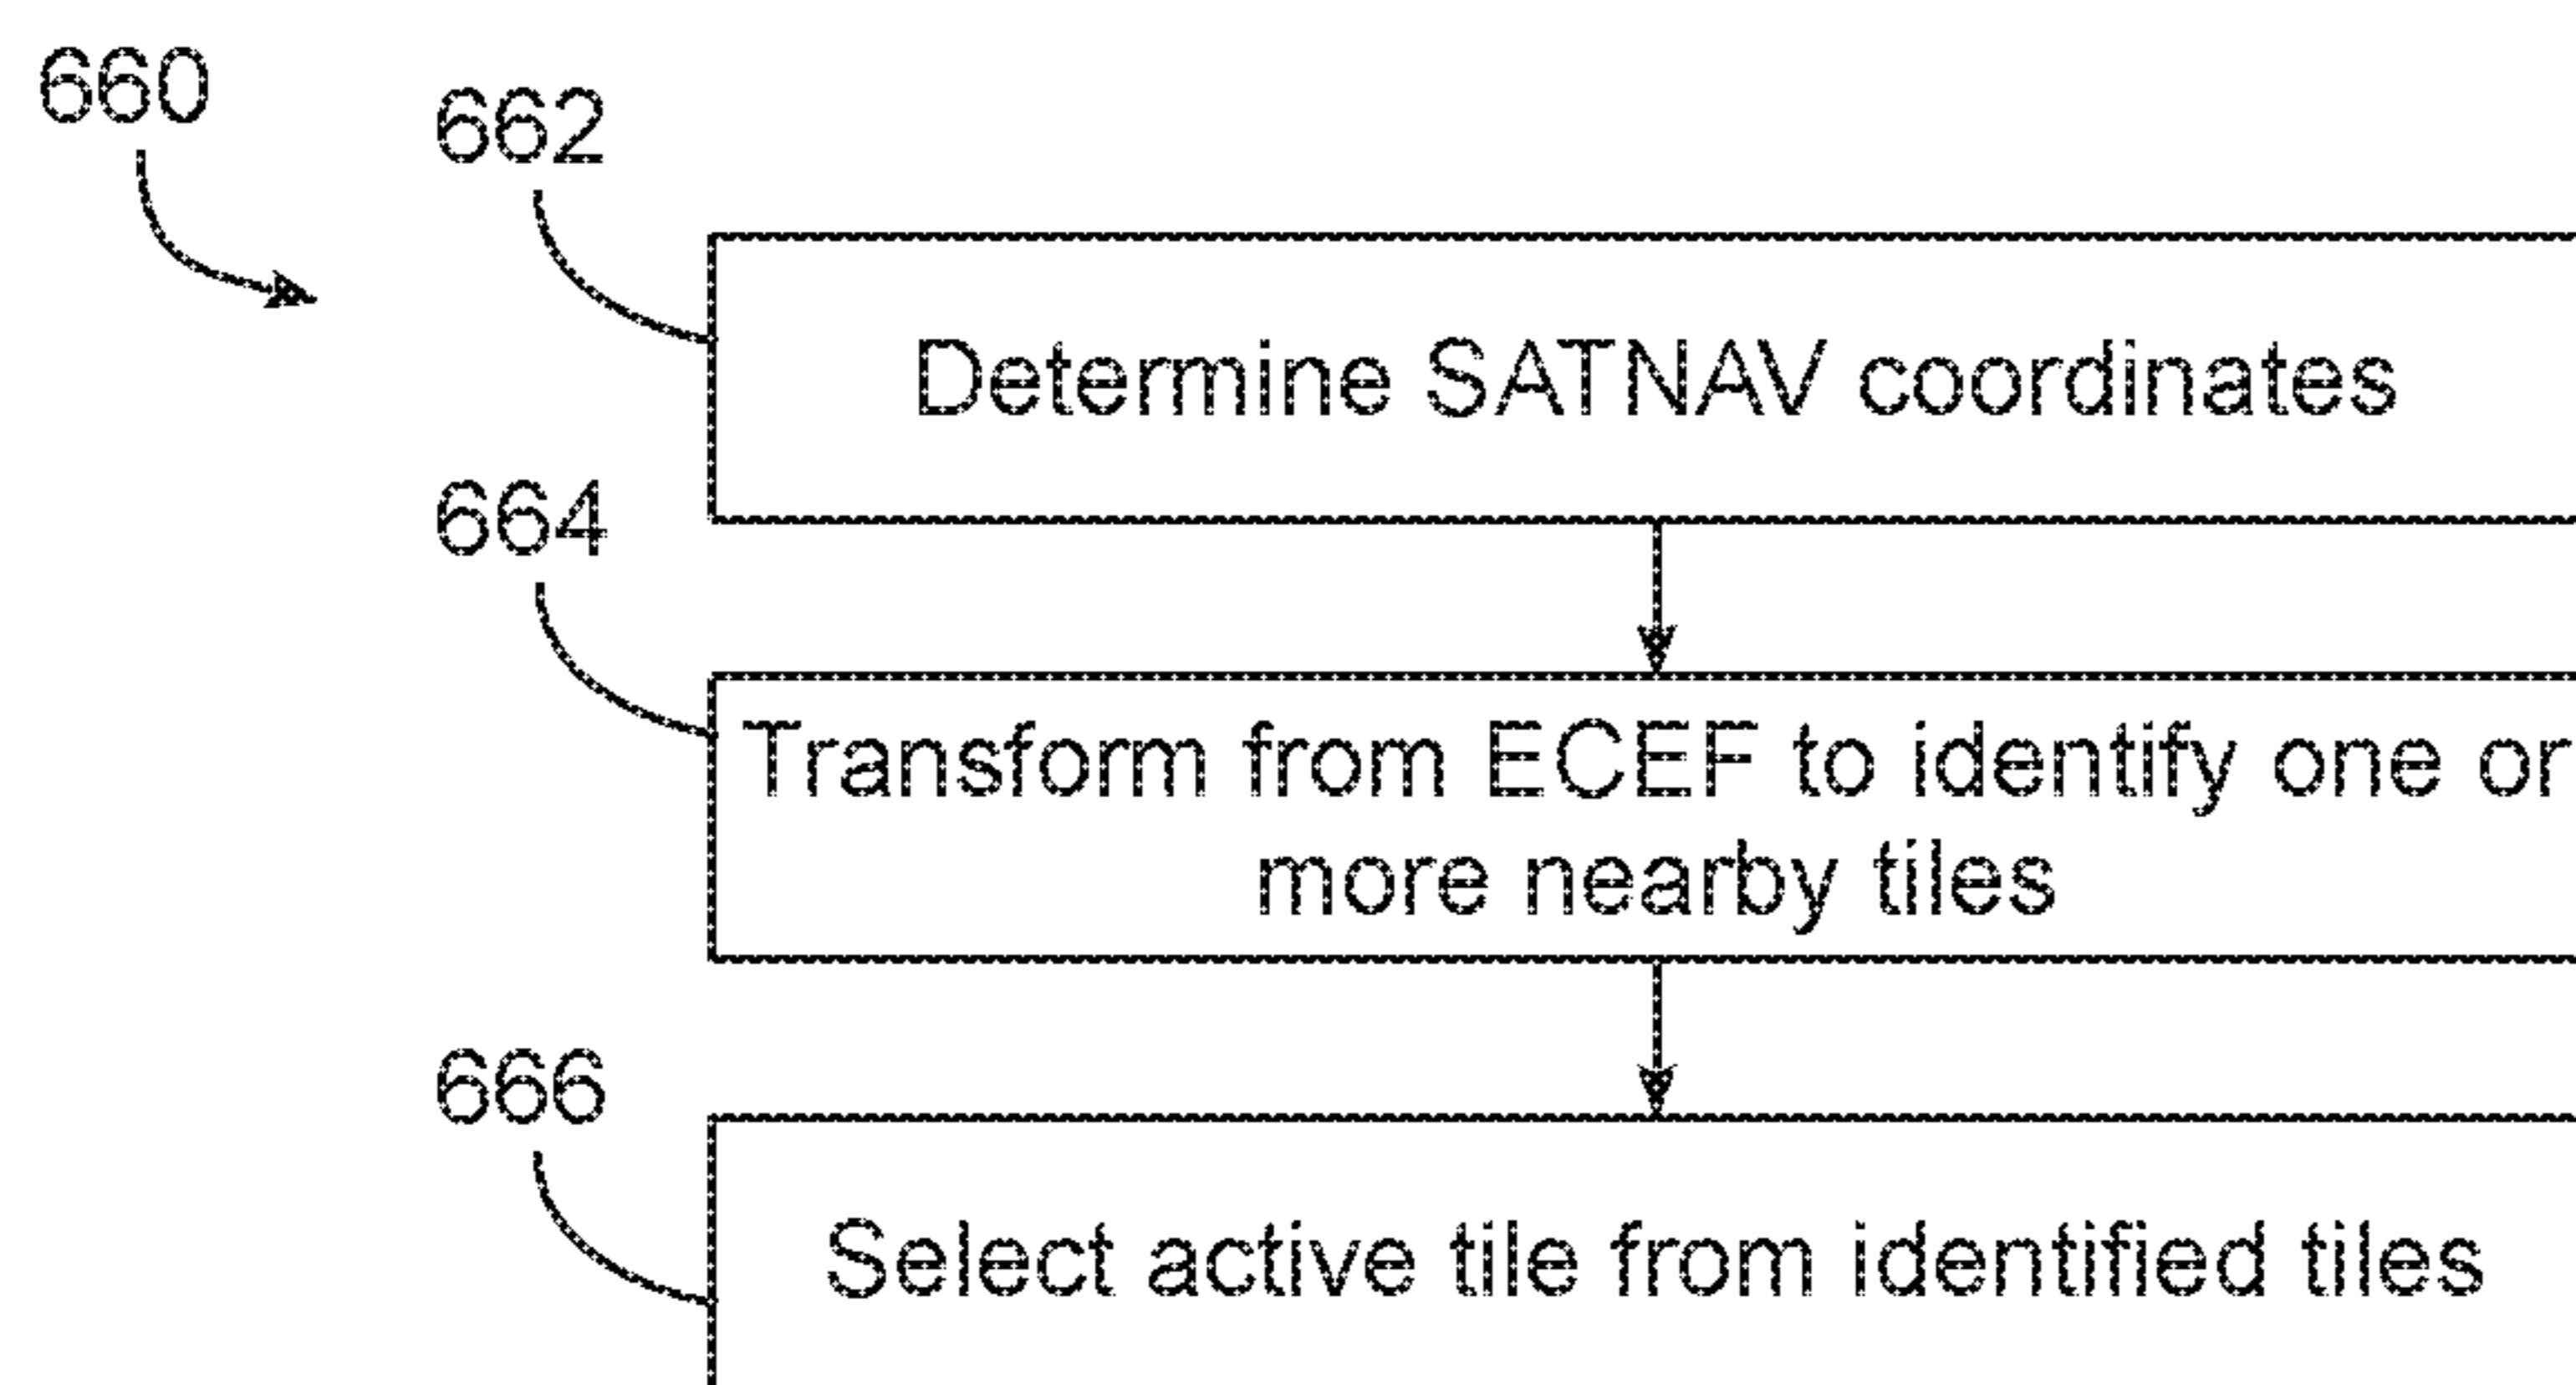 660
662
Determine SATNAV coordinates
664
Transform from ECEF to identify one or
more nearby tiles
666
Select active tile from identified tiles